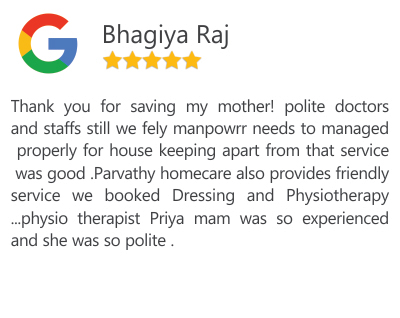 Bhagiya Raj
Thank you for saving my mother! polite doctors
and staffs still we fely manpowrr needs to managed
properly for house keeping apart from that service
was good .Parvathy homecare also provides friendly
service we booked Dressing and Physiotherapy
...physio therapist Priya mam was so experienced
and she was so polite .